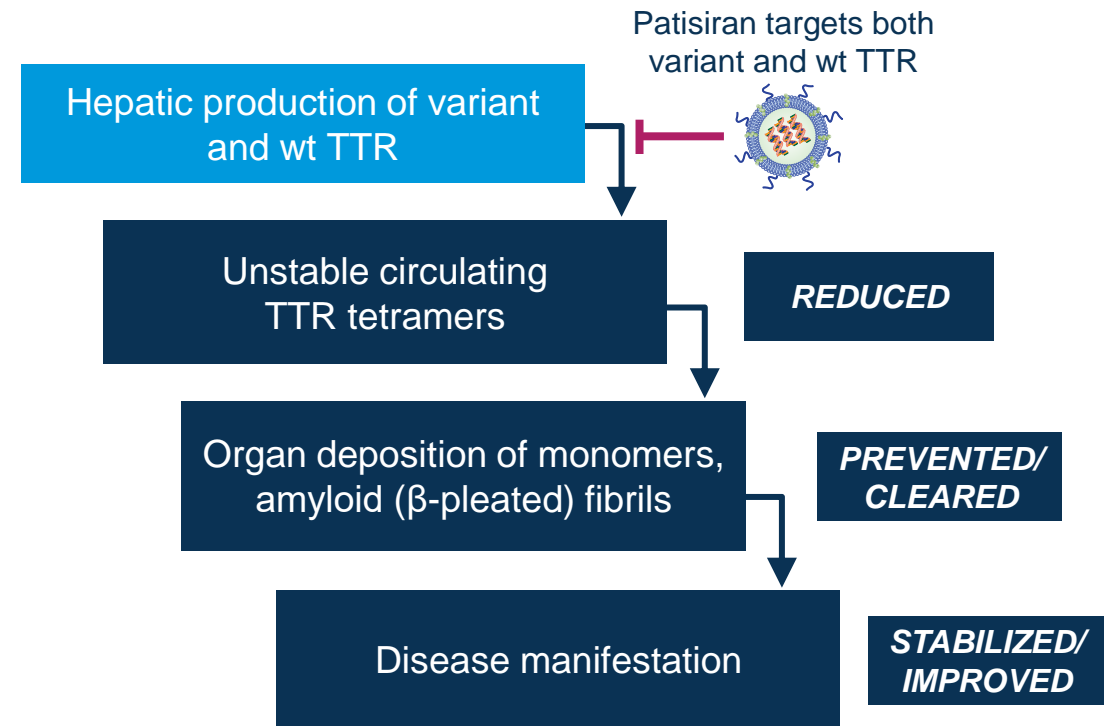 Patisiran targets both
variant and wt TTR
Hepatic production of variant
and wt TTR
Unstable circulating
TTR tetramers
REDUCED
Organ deposition of monomers,
amyloid (β-pleated) fibrils
PREVENTED/
CLEARED
Disease manifestation
STABILIZED/
IMPROVED